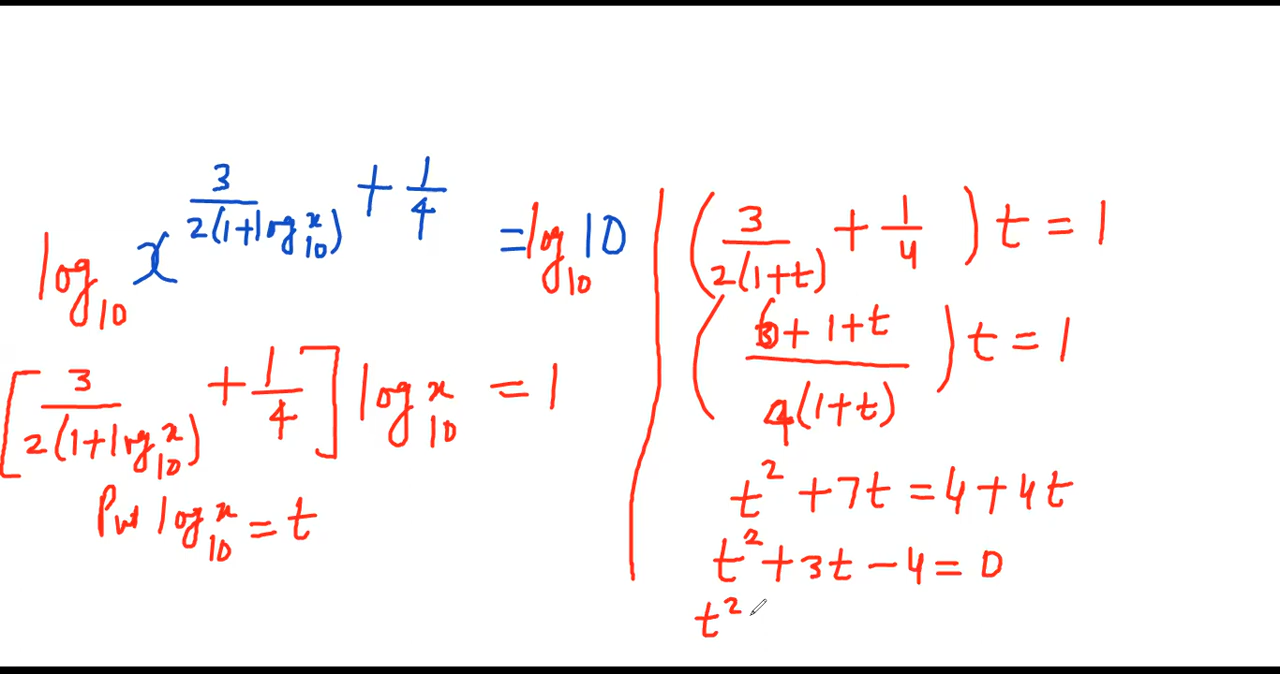 log₁₀ x^(3/(2(1+log₁₀ x)) + 1/4) = log₁₀ 10
[3/(2(1+log₁₀ x)) + 1/4] log₁₀ x = 1
Put log₁₀ x = t
(3/(2(1+t)) + 1/4) t = 1
((6+1+t)/(4(1+t))) t = 1
t² + 7t = 4 + 4t
t² + 3t - 4 = 0
t²